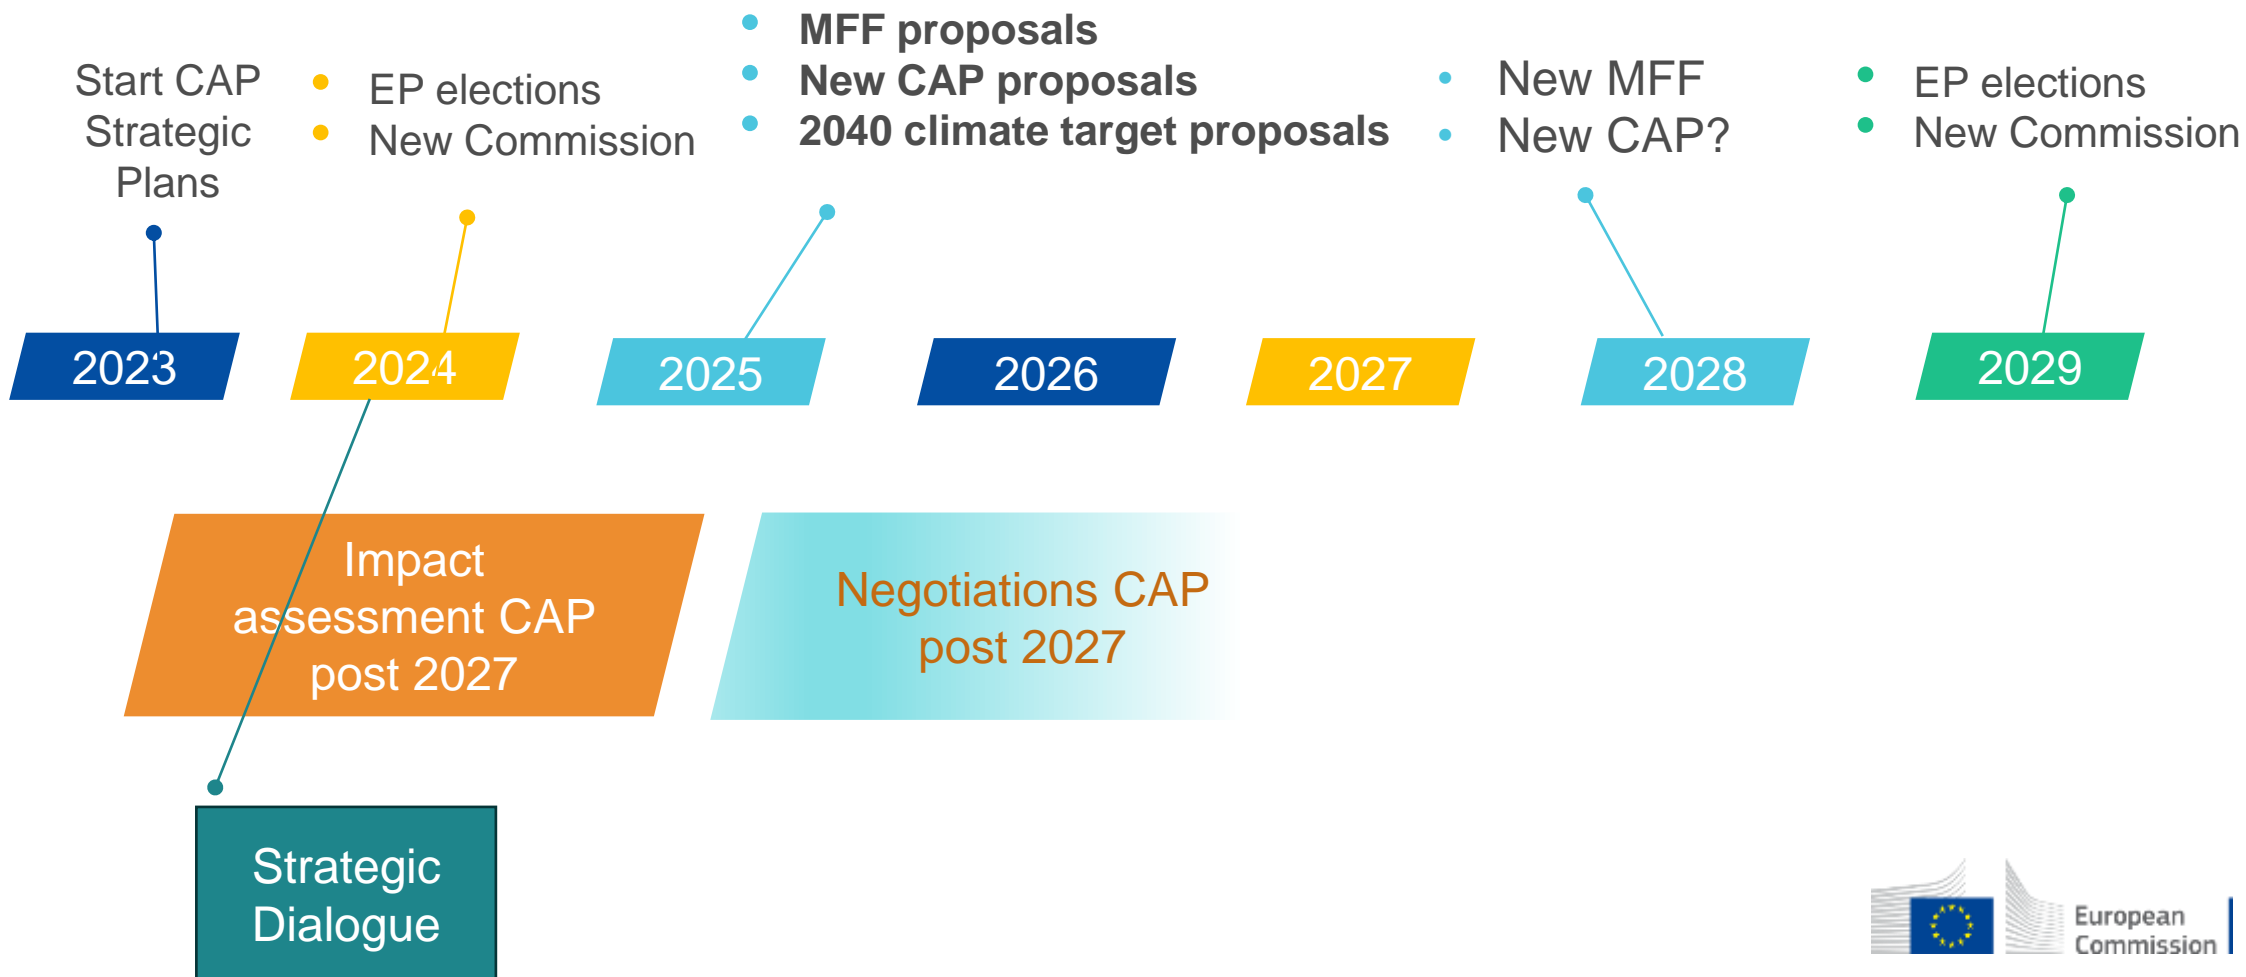 Start CAP
Strategic
Plans
EP elections
New Commission
MFF proposals
New CAP proposals
2040 climate target proposals
New MFF
New CAP?
EP elections
New Commission
2023
2024
2025
2026
2027
2028
2029
Impact
assessment CAP
post 2027
Negotiations CAP
post 2027
Strategic
Dialogue
European
Commission